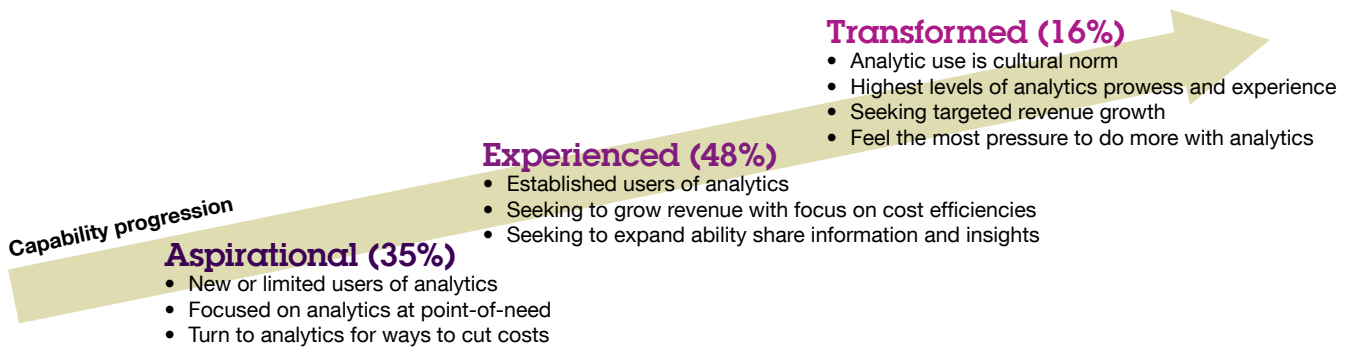 Transformed (16%)
• Analytic use is cultural norm
• Highest levels of analytics prowess and experience
• Seeking targeted revenue growth
• Feel the most pressure to do more with analytics
Experienced (48%)
• Established users of analytics
• Seeking to grow revenue with focus on cost efficiencies
• Seeking to expand ability share information and insights
Capability progression
Aspirational (35%)
• New or limited users of analytics
• Focused on analytics at point-of-need
• Turn to analytics for ways to cut costs